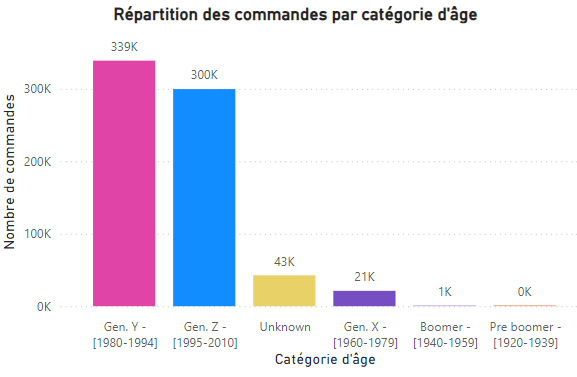 Répartition des commandes par catégorie d'âge
Nombre de commandes
300K
200K
100K
0K
339K
300K
43K
21K
1K
0K
Gen. Y -
[1980-1994]
Gen. Z -
[1995-2010]
Unknown
Gen. X -
[1960-1979]
Boomer -
[1940-1959]
Pre boomer -
[1920-1939]
Catégorie d'âge